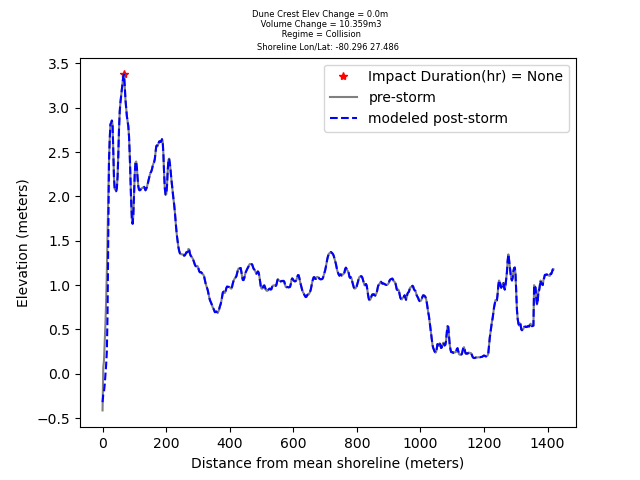 Dune Crest Elev Change = 0.0m
Volume Change = 10.359m3
Regime = Collision
Shoreline Lon/Lat: -80.296 27.486
Impact Duration(hr) = None
pre-storm
modeled post-storm
Elevation (meters)
3.5
3.0
2.5
2.0
1.5
1.0
0.5
0.0
−0.5
0 200 400 600 800 1000 1200 1400
Distance from mean shoreline (meters)